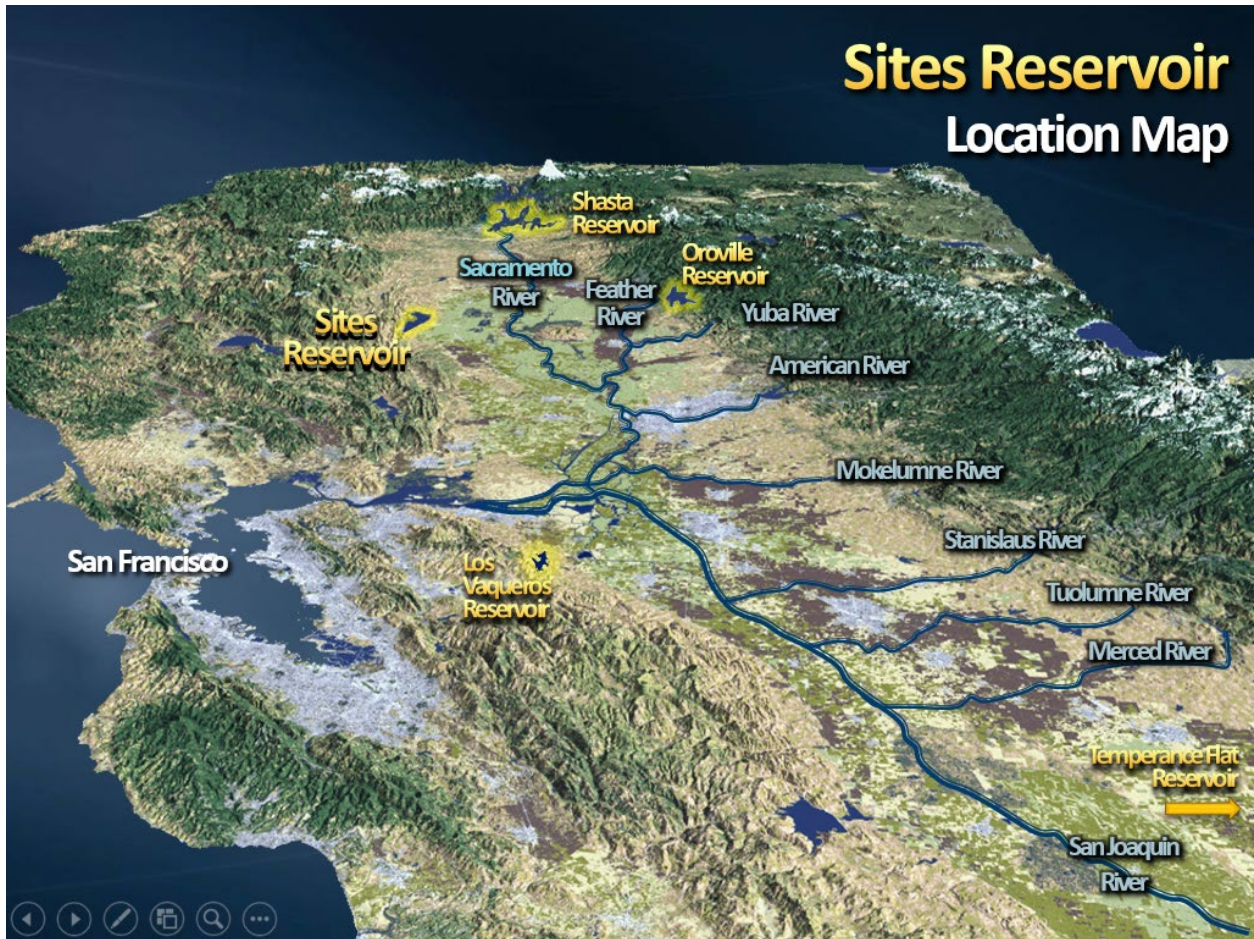 Sites Reservoir
Location Map
Shasta
Reservoir
Oroville
Reservoir
Sacramento
River
Feather
River
Yuba River
Sites
Reservoir
American River
Mokelumne River
San Francisco
Los
Vaqueros
Reservoir
Stanislaus River
Tuolumne River
Merced River
Temperance Flat
Reservoir
San Joaquin
River